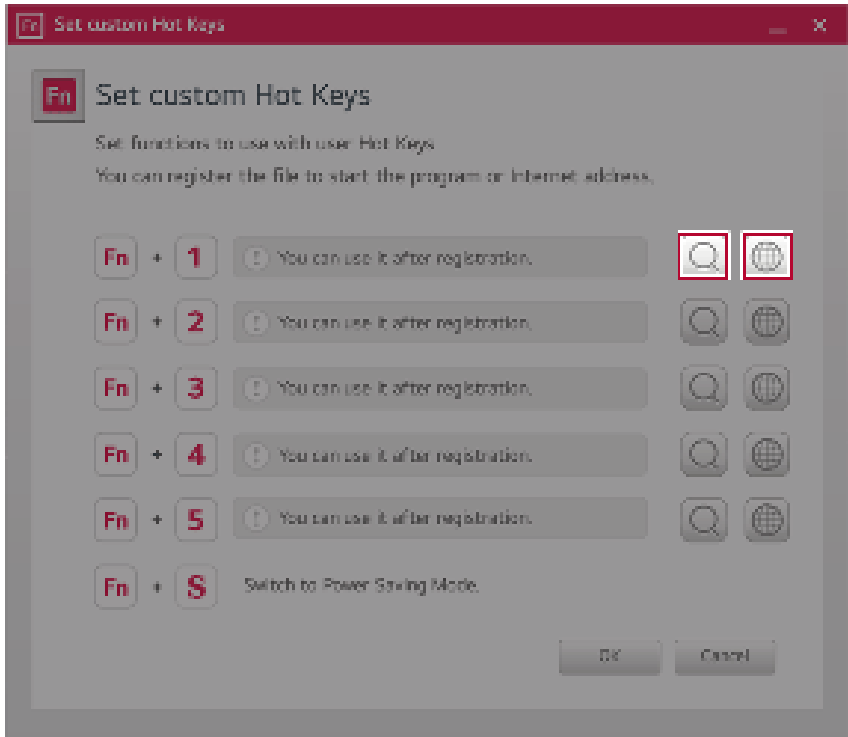 Fn Set custom Hot Keys
Fn Set custom Hot Keys
Set functions to use with user Hot Keys
You can register the file to start the program or Internet address.
Fn + 1 ! You can use it after registration.
Fn + 2 ! You can use it after registration.
Fn + 3 ! You can use it after registration.
Fn + 4 ! You can use it after registration.
Fn + 5 ! You can use it after registration.
Fn + S Switch to Power Saving Mode.
OK Cancel